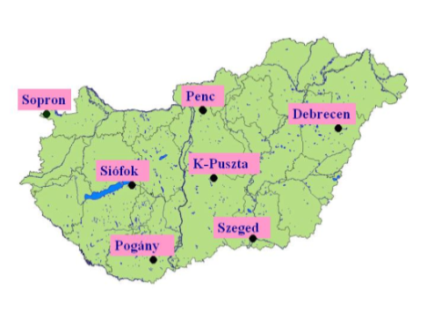 Sopron
Penc
Debrecen
Siófok
K-Puszta
Szeged
Pogány